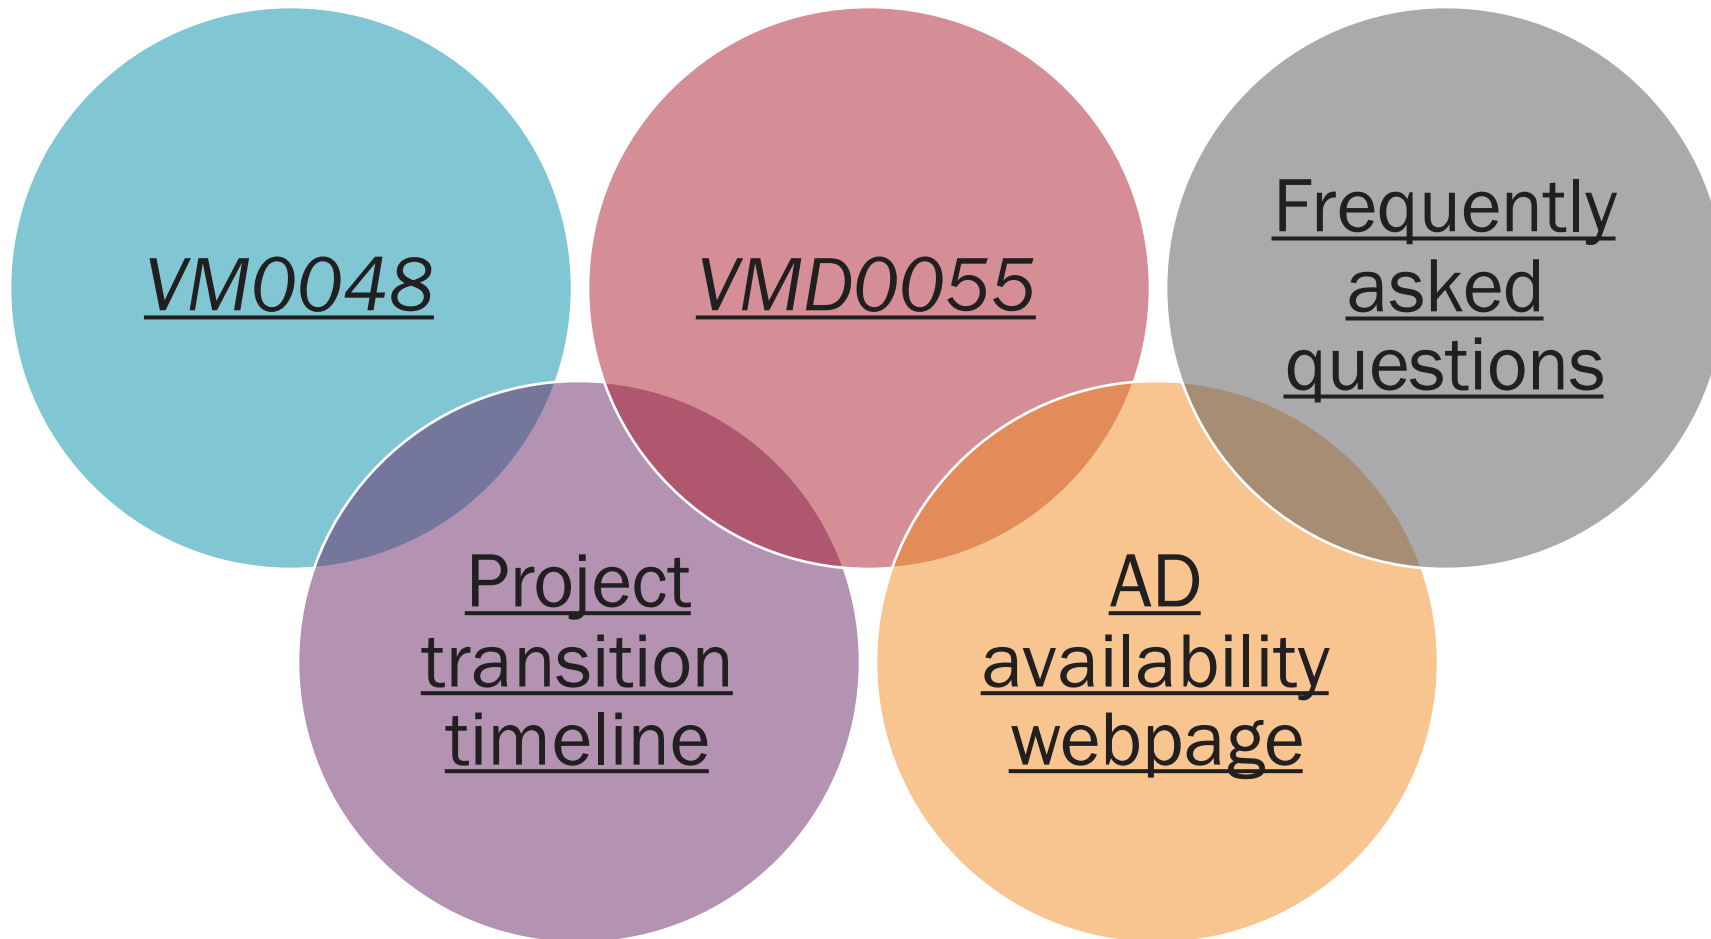 VM0048
VMD0055
Frequently
asked
questions
Project
transition
timeline
AD
availability
webpage